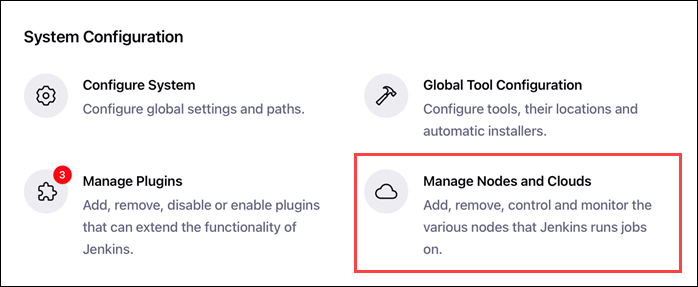 System Configuration
Configure System
Configure global settings and paths.
Global Tool Configuration
Configure tools, their locations and
automatic installers.
3
Manage Plugins
Add, remove, disable or enable plugins
that can extend the functionality of
Jenkins.
Manage Nodes and Clouds
Add, remove, control and monitor the
various nodes that Jenkins runs jobs
on.